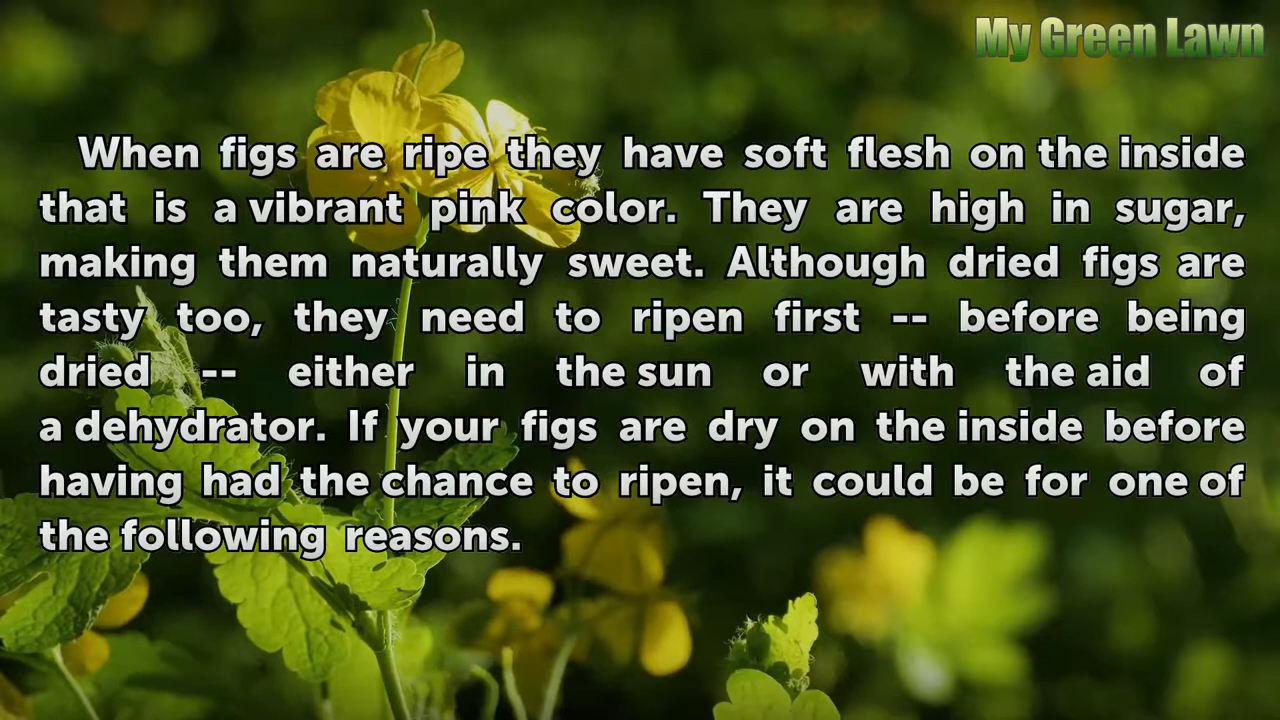 My Green Lawn
When figs are ripe they have soft flesh on the inside
that is a vibrant pink color. They are high in sugar,
making them naturally sweet. Although dried figs are
tasty too, they need to ripen first -- before being
dried -- either in the sun or with the aid of
a dehydrator. If your figs are dry on the inside before
having had the chance to ripen, it could be for one of
the following reasons.